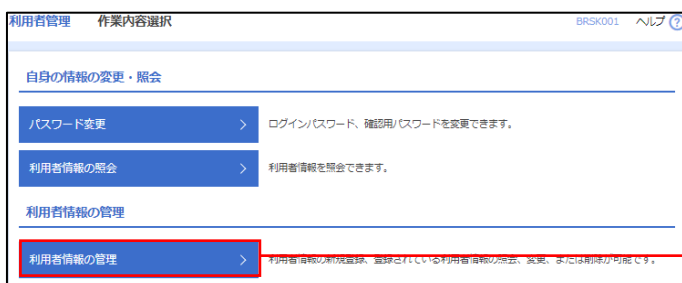 利用者管理 作業内容選択 BRSK001 ヘルプ ?
自身の情報の変更・照会
パスワード変更 ログインパスワード、確認用パスワードを変更できます。
利用者情報の照会 利用者情報を照会できます。
利用者情報の管理
利用者情報の管理 利用者情報の新規登録、登録されている利用者情報の照会、変更、または削除が可能です。